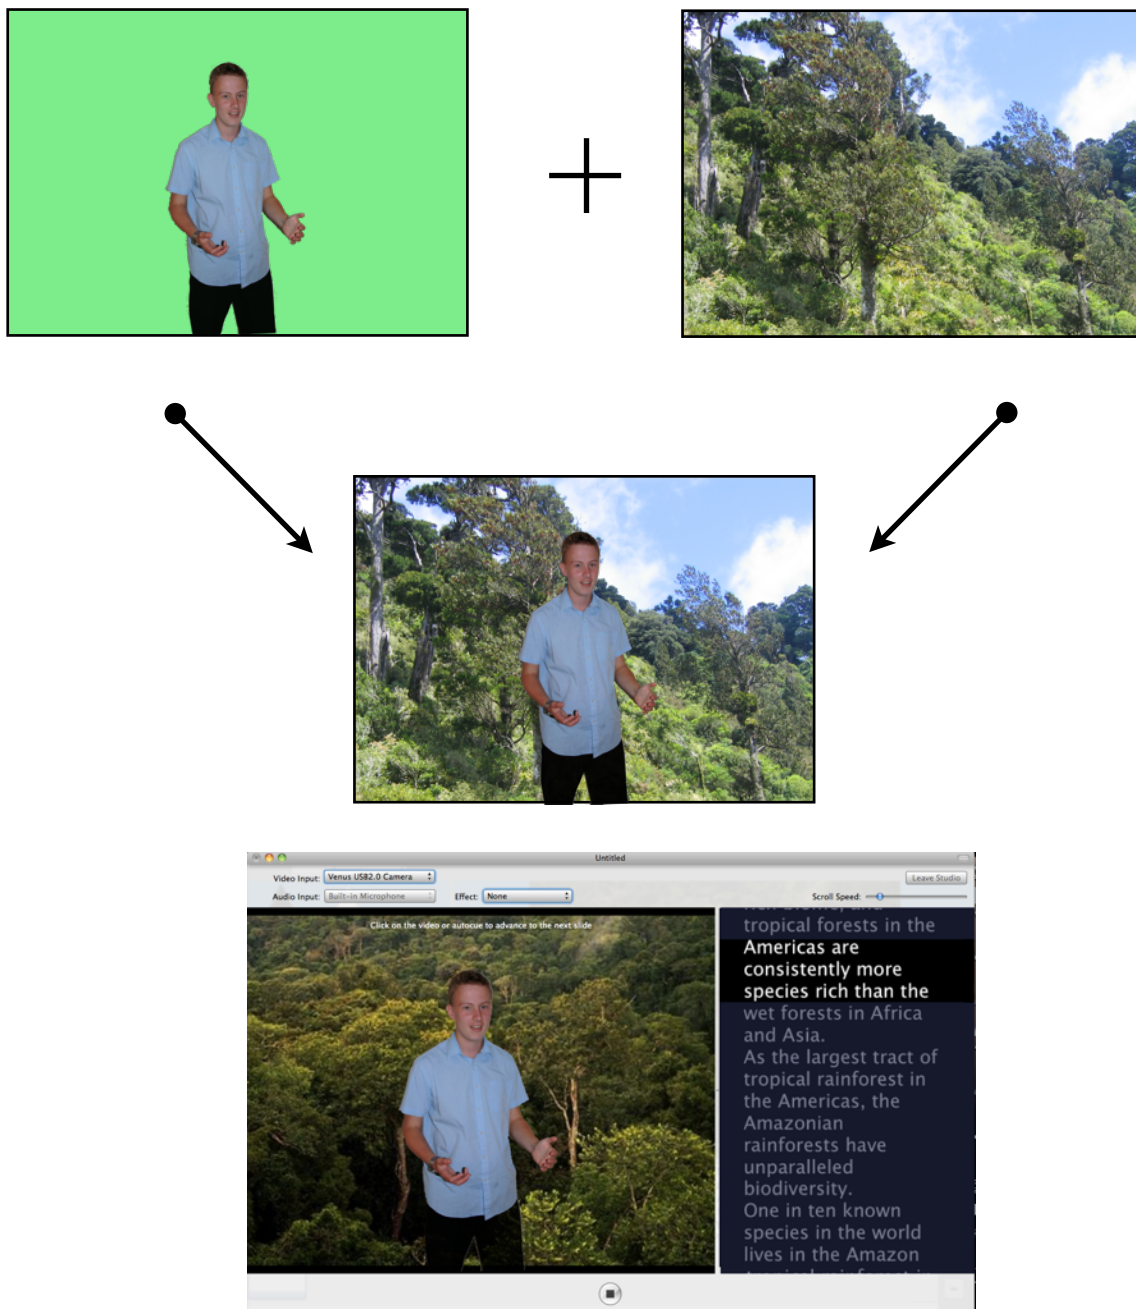 Untitled
Video Input: Venus USB2.0 Camera
Leave Studio
Audio Input: Built-in Microphone Effect: None Scroll Speed:
Click on the video or autocue to advance to the next slide
tropical forests in the
Americas are
consistently more
species rich than the
wet forests in Africa
and Asia.
As the largest tract of
tropical rainforest in
the Americas, the
Amazonian
rainforests have
unparalleled
biodiversity.
One in ten known
species in the world
lives in the Amazon